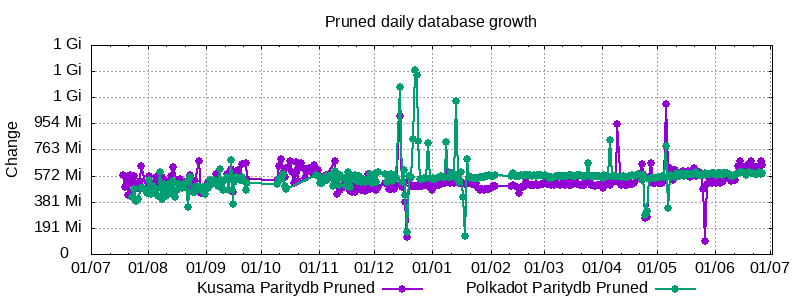 Pruned daily database growth
1 Gi
1 Gi
1 Gi
954 Mi
763 Mi
572 Mi
381 Mi
191 Mi
0
Change
01/07 01/08 01/09 01/10 01/11 01/12 01/01 01/02 01/03 01/04 01/05 01/06 01/07
Kusama Paritydb Pruned Polkadot Paritydb Pruned